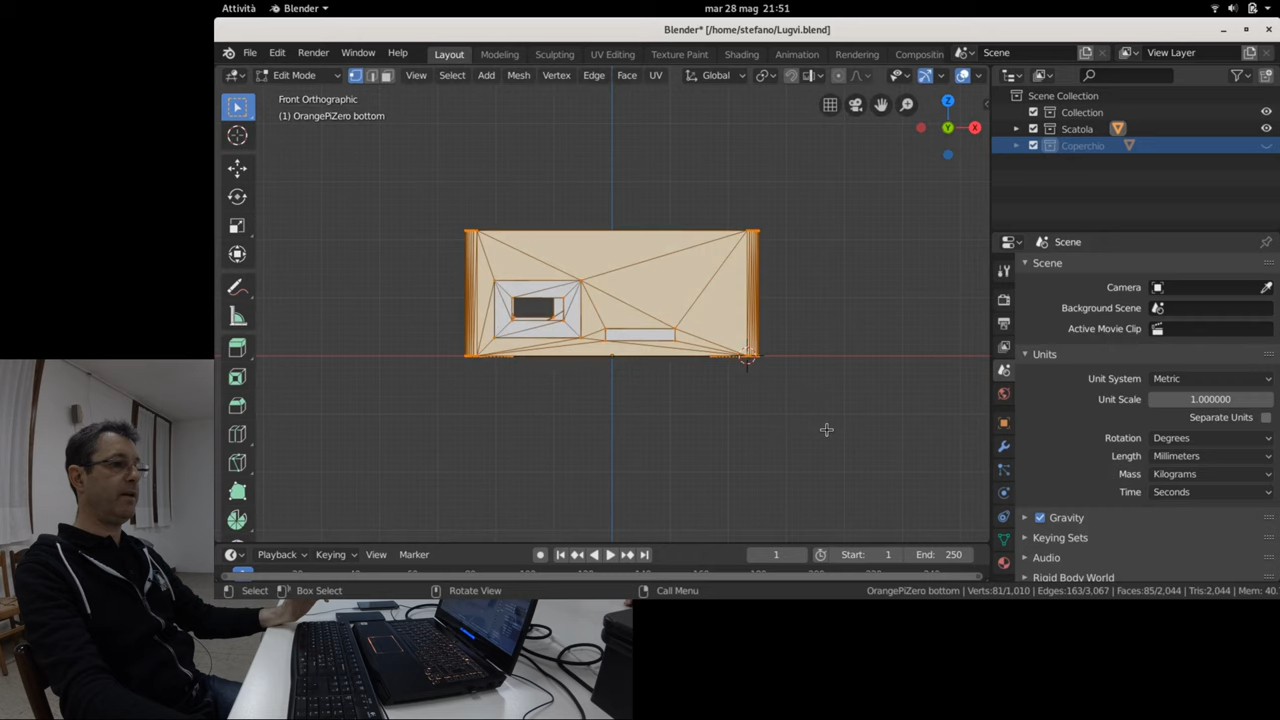 Attività
Blender
mar 28 mag 21:51
Blender* [/home/stefano/Lugvi.blend]
File Edit Render Window Help
Layout Modeling Sculpting UV Editing Texture Paint Shading Animation Rendering Compositin
Scene
View Layer
Edit Mode
View Select Add Mesh Vertex Edge Face UV
Global
Front Orthographic
(1) OrangePiZero bottom
Z
Y
X
Scene Collection
Collection
Scatola
Coperchio
Scene
Scene
Camera
Background Scene
Active Movie Clip
Units
Unit System Metric
Unit Scale 1.000000
Separate Units
Rotation Degrees
Length Millimeters
Mass Kilograms
Time Seconds
Gravity
Keying Sets
Audio
Rigid Body World
Playback Keying View Marker
1
Start: 1
End: 250
Select
Box Select
Rotate View
Call Menu
OrangePiZero bottom | Verts:81/1,010 | Edges:163/3,067 | Faces:85/2,044 | Tris:2,044 | Mem: 40.